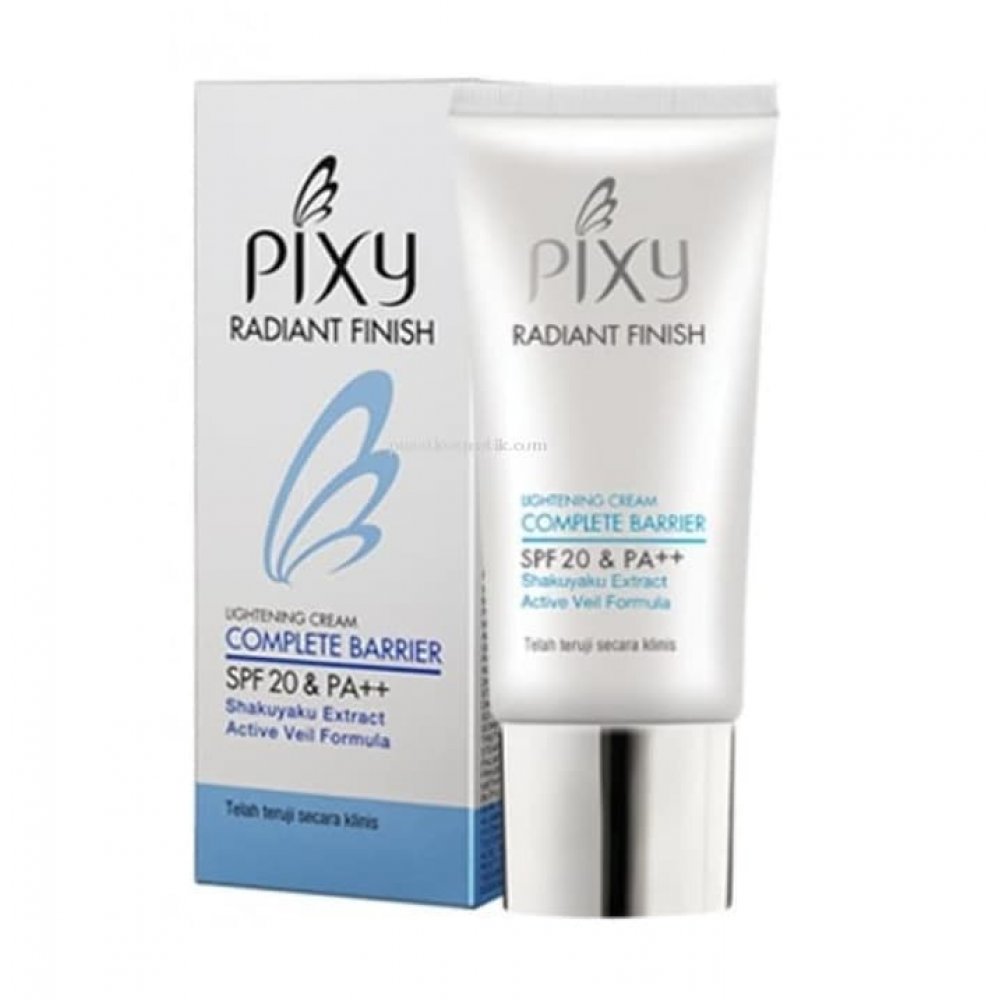 PIXY
RADIANT FINISH
LIGHTENING CREAM
COMPLETE BARRIER
SPF 20 & PA++
Shakuyaku Extract
Active Veil Formula
Telah teruji secara klinis
PIXY
RADIANT FINISH
LIGHTENING CREAM
COMPLETE BARRIER
SPF 20 & PA++
Shakuyaku Extract
Active Veil Formula
Telah teruji secara klinis